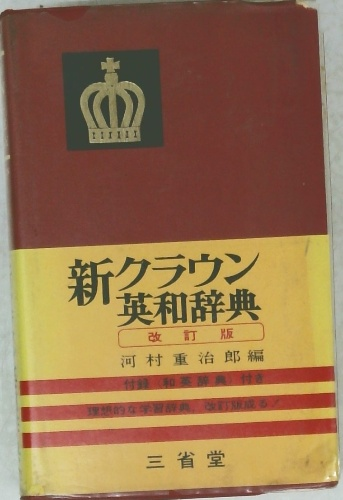 新クラウン
英和辞典
改訂版
河村重治郎編
付録〈和英辞典〉付き
理想的な学習辞典、改訂版成る！
三省堂